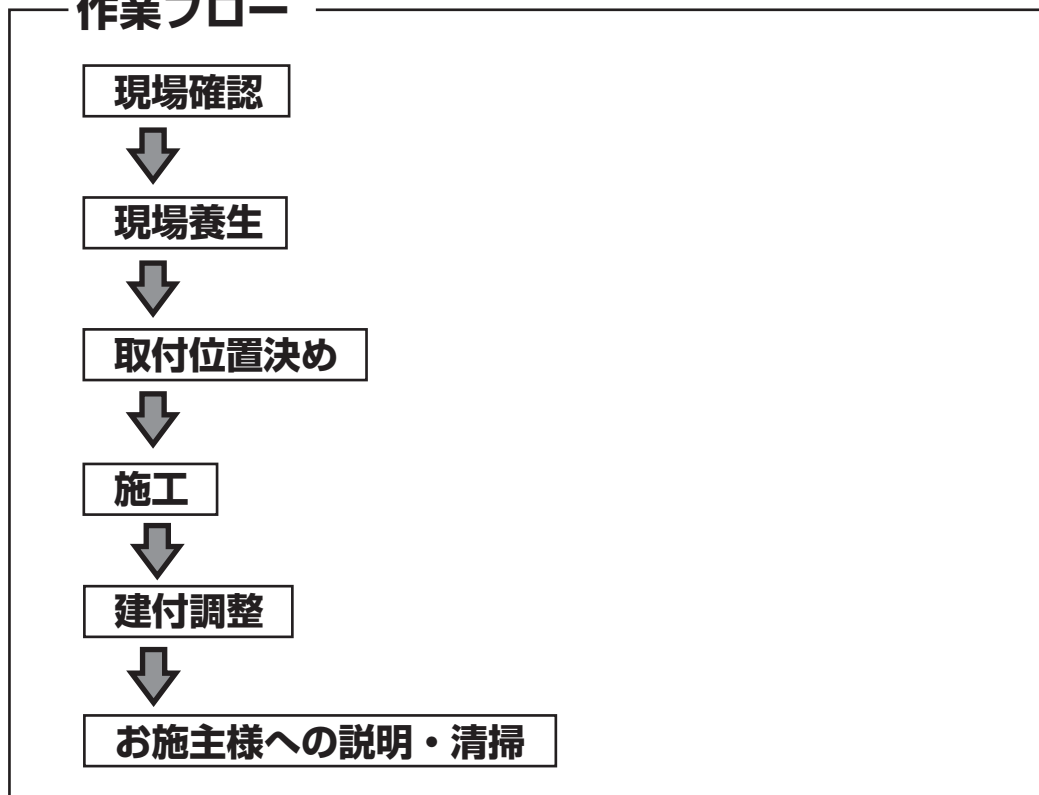 作業フロー
現場確認
現場養生
取付位置決め
施工
建付調整
お施主様への説明・清掃